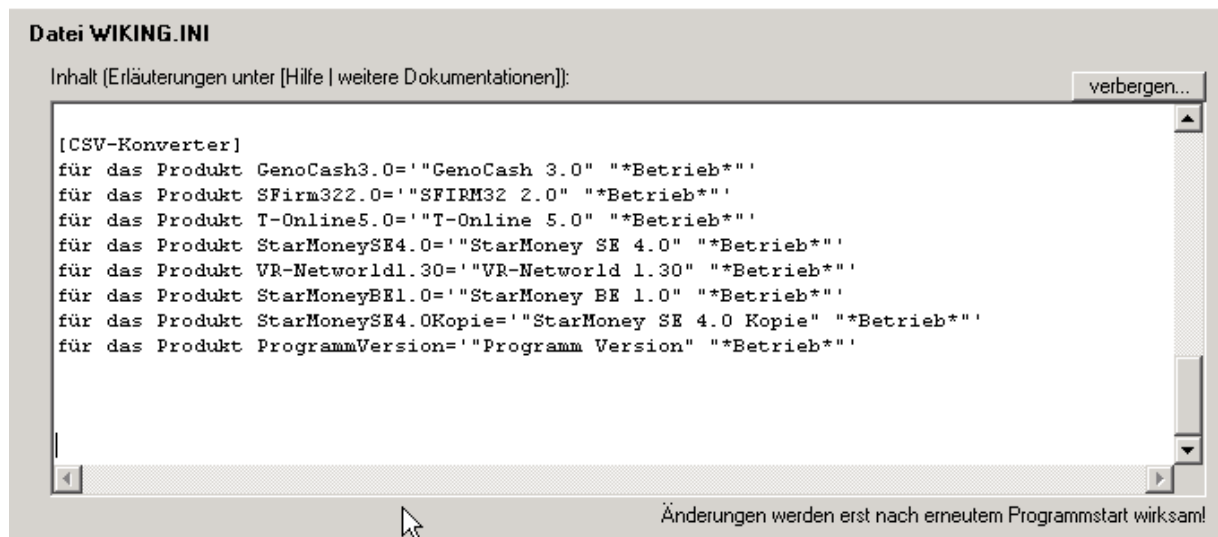 Datei WIKING.INI
Inhalt (Erläuterungen unter [Hilfe | weitere Dokumentationen]):
verbergen...
[CSV-Konverter]
für das Produkt GenoCash3.0='"GenoCash 3.0" "*Betrieb*"'
für das Produkt SFirm322.0='"SFIRM32 2.0" "*Betrieb*"'
für das Produkt T-Online5.0='"T-Online 5.0" "*Betrieb*"'
für das Produkt StarMoneySE4.0='"StarMoney SE 4.0" "*Betrieb*"'
für das Produkt VR-Networld1.30='"VR-Networld 1.30" "*Betrieb*"'
für das Produkt StarMoneyBE1.0='"StarMoney BE 1.0" "*Betrieb*"'
für das Produkt StarMoneySE4.0Kopie='"StarMoney SE 4.0 Kopie" "*Betrieb*"'
für das Produkt ProgrammVersion='"Programm Version" "*Betrieb*"'
Änderungen werden erst nach erneutem Programmstart wirksam!